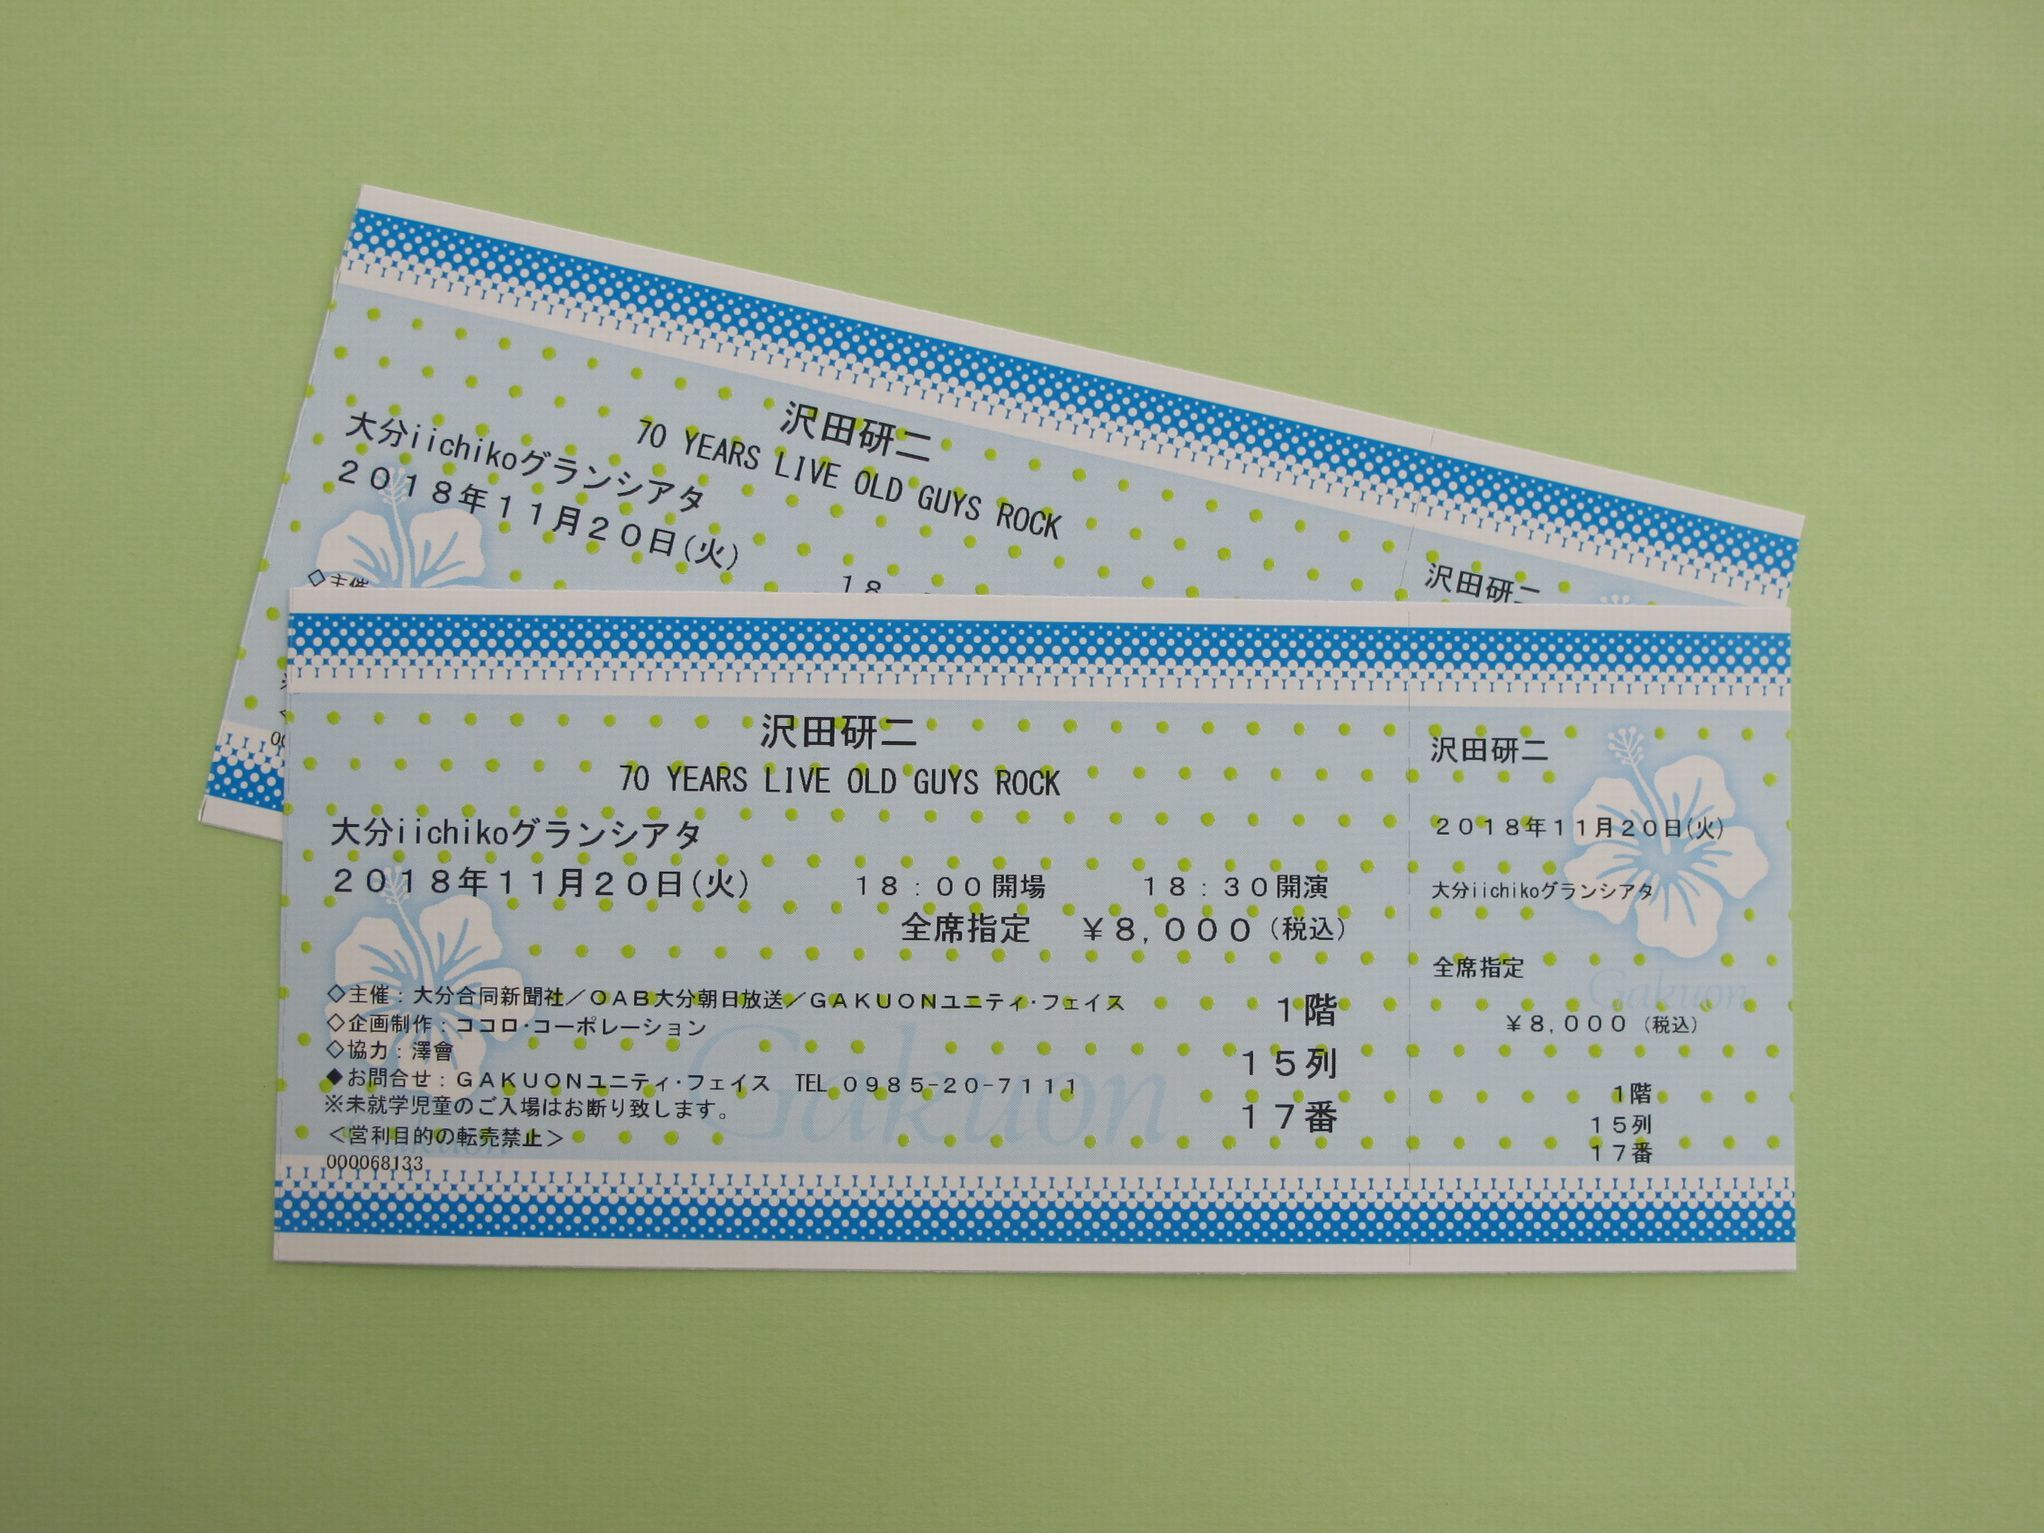 沢田研二
70 YEARS LIVE OLD GUYS ROCK
大分iichikoグランシアタ
２０１８年１１月２０日(火)
１８
◇主催
沢田研二
沢田研二
70 YEARS LIVE OLD GUYS ROCK
大分iichikoグランシアタ
２０１８年１１月２０日(火) １８：００開場 １８：３０開演
全席指定 ￥８,０００(税込)
◇主催：大分合同新聞社／ＯＡＢ大分朝日放送／ＧＡＫＵＯＮユニティ・フェイス
◇企画制作：ココロ・コーポレーション
◇協力：澤會
◆お問合せ：ＧＡＫＵＯＮユニティ・フェイス TEL ０９８５-２０-７１１１
※未就学児童のご入場はお断り致します。
＜営利目的の転売禁止＞
000068133
１階
１５列
１７番
Gakuon
沢田研二
２０１８年１１月２０日(火)
大分iichikoグランシアタ
全席指定
￥８,０００(税込)
１階
１５列
１７番
Gakuon